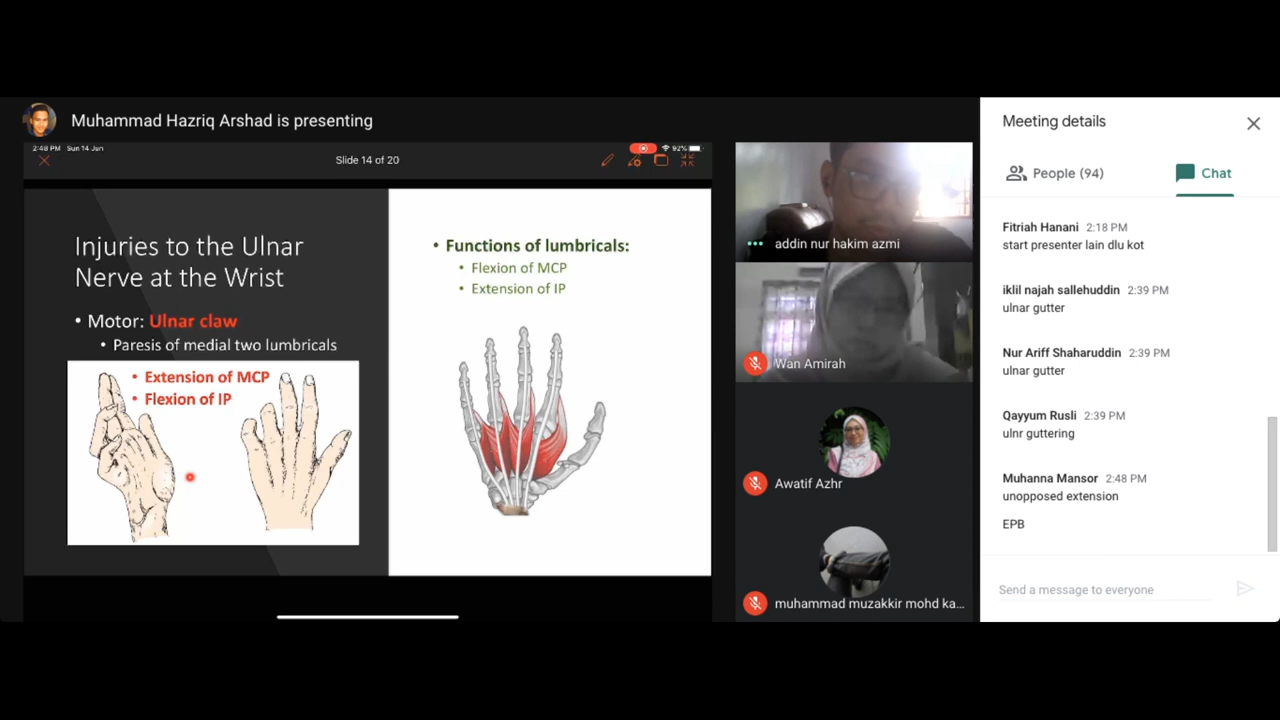 Muhammad Hazriq Arshad is presenting
2:48 PM Sun 14 Jun
92%
Slide 14 of 20
Injuries to the Ulnar
Nerve at the Wrist
• Motor: Ulnar claw
• Paresis of medial two lumbricals
• Extension of MCP
• Flexion of IP
• Functions of lumbricals:
• Flexion of MCP
• Extension of IP
addin nur hakim azmi
Wan Amirah
Awatif Azhr
muhammad muzakkir mohd ka...
Meeting details
People (94)
Chat
Fitriah Hanani 2:18 PM
start presenter lain dlu kot
iklil najah sallehuddin 2:39 PM
ulnar gutter
Nur Ariff Shaharuddin 2:39 PM
ulnar gutter
Qayyum Rusli 2:39 PM
ulnr guttering
Muhanna Mansor 2:48 PM
unopposed extension
EPB
Send a message to everyone